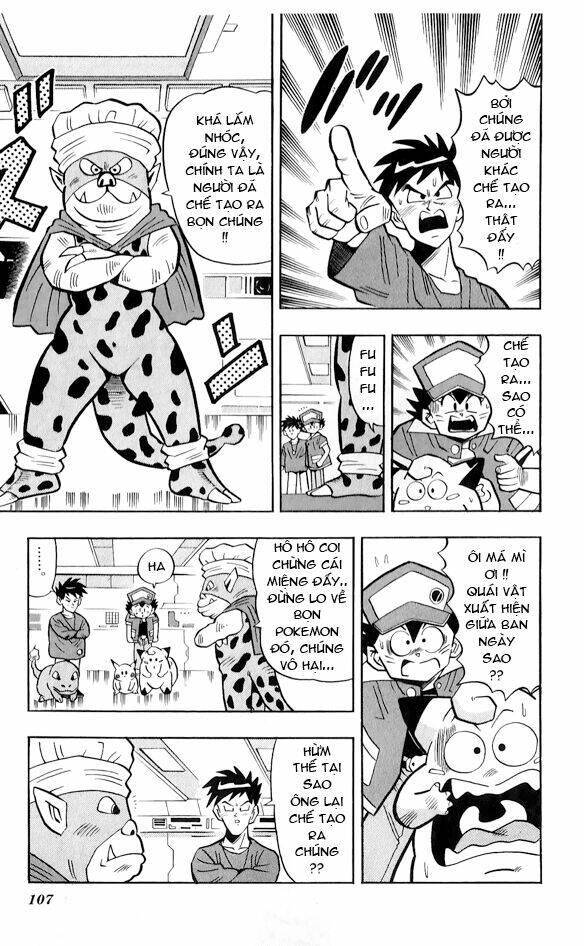 BỞI
CHÚNG
ĐÃ ĐƯỢC
NGƯỜI
KHÁC
CHẾ TẠO
RA...
THẬT
ĐẤY
!!
KHÁ LẮM
NHÓC,
ĐÚNG VẬY,
CHÍNH TA LÀ
NGƯỜI ĐÃ
CHẾ TẠO RA
BON CHÚNG
!!
CHẾ
TẠO
RA...
SAO
CÓ
THỂ...
FU
FU
FU
...
ÔI MÁ MÌ
ƠI !!
QUÁI VẬT
XUẤT HIỆN
GIỮA BAN
NGÀY
SAO
??
HÔ HÔ COI
CHỪNG CÁI
MIỆNG ĐẤY..
ĐỪNG LO VỀ
BON
POKEMON
ĐÓ, CHÚNG
VÔ HẠI...
HA
......
HỪM
THẾ TẠI
SAO
ÔNG LẠI
CHẾ TẠO
RA
CHÚNG
??
107